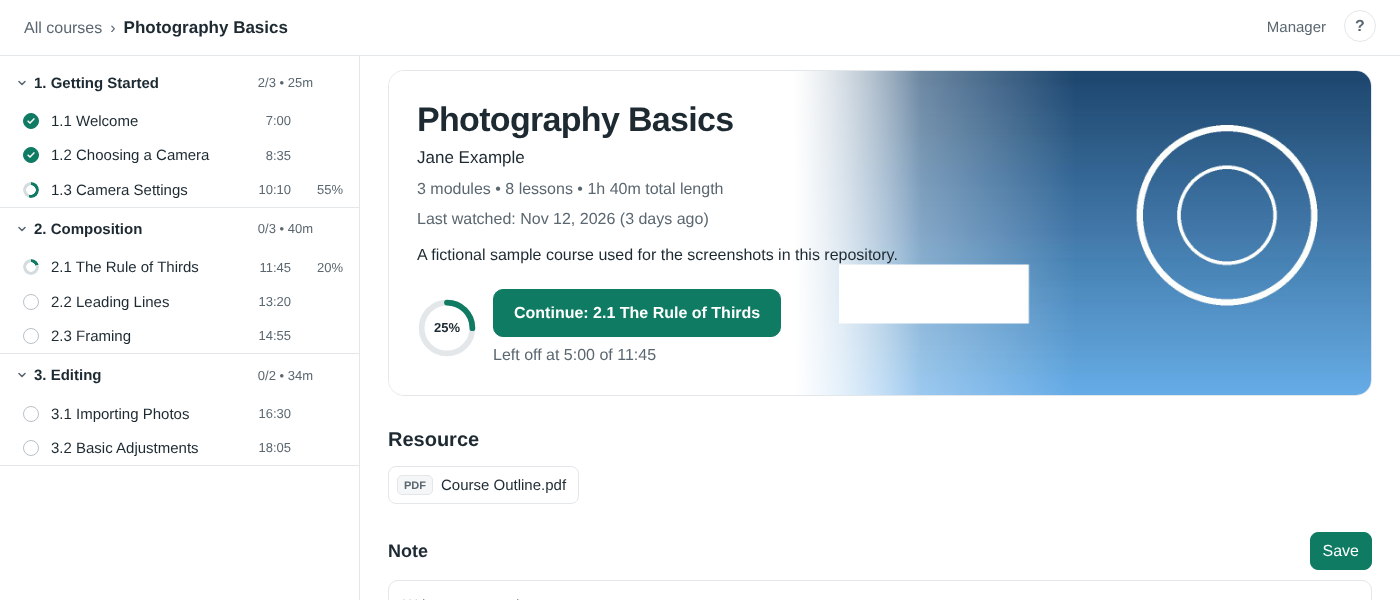 All courses › Photography Basics
Manager ?
1. Getting Started 2/3 • 25m
1.1 Welcome 7:00
1.2 Choosing a Camera 8:35
1.3 Camera Settings 10:10 55%
2. Composition 0/3 • 40m
2.1 The Rule of Thirds 11:45 20%
2.2 Leading Lines 13:20
2.3 Framing 14:55
3. Editing 0/2 • 34m
3.1 Importing Photos 16:30
3.2 Basic Adjustments 18:05
Photography Basics
Jane Example
3 modules • 8 lessons • 1h 40m total length
Last watched: Nov 12, 2026 (3 days ago)
A fictional sample course used for the screenshots in this repository.
25%
Continue: 2.1 The Rule of Thirds
Left off at 5:00 of 11:45
Resource
PDF Course Outline.pdf
Note
Save